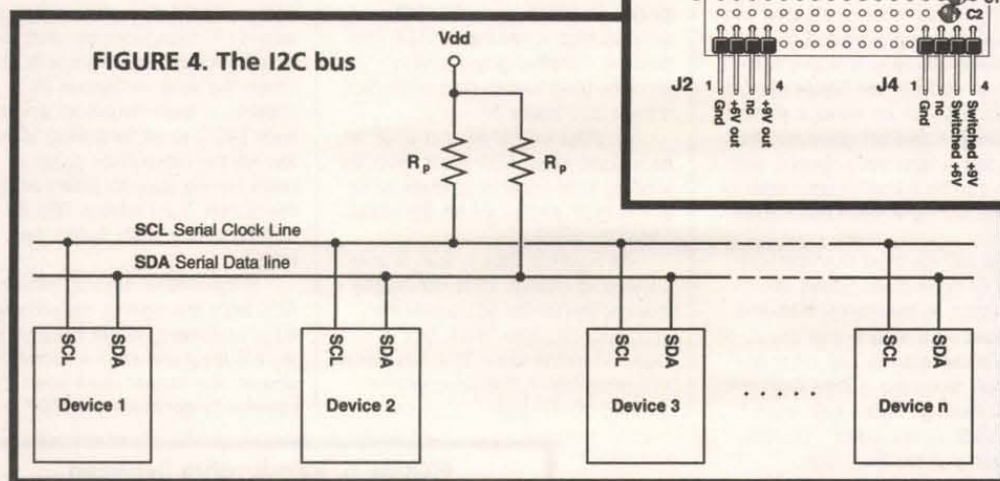 FIGURE 4. The I2C bus
Vdd
Rp
Rp
SCL Serial Clock Line
SDA Serial Data line
SCL
SDA
SCL
SDA
SCL
SDA
SCL
SDA
Device 1
Device 2
Device 3
. . . . .
Device n
C2
J2
1
4
Gnd
+6V out
nc
+9V out
J4
1
4
Gnd
nc
Switched +6V
Switched +9V